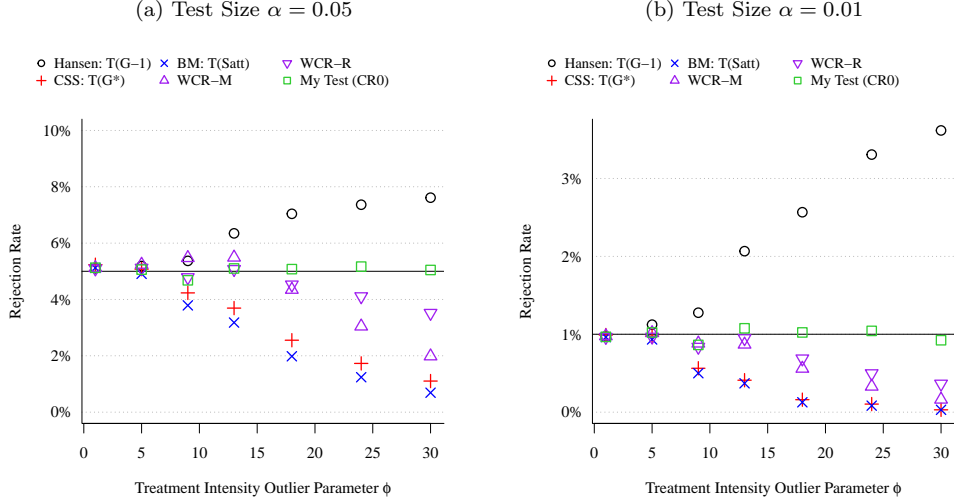 (a) Test Size α = 0.05
Hansen: T(G−1) BM: T(Satt) WCR−R
CSS: T(G*) WCR−M My Test (CR0)
10%
8%
6%
4%
2%
0%
Rejection Rate
0 5 10 15 20 25 30
Treatment Intensity Outlier Parameter ϕ
(b) Test Size α = 0.01
Hansen: T(G−1) BM: T(Satt) WCR−R
CSS: T(G*) WCR−M My Test (CR0)
3%
2%
1%
0%
Rejection Rate
0 5 10 15 20 25 30
Treatment Intensity Outlier Parameter ϕ